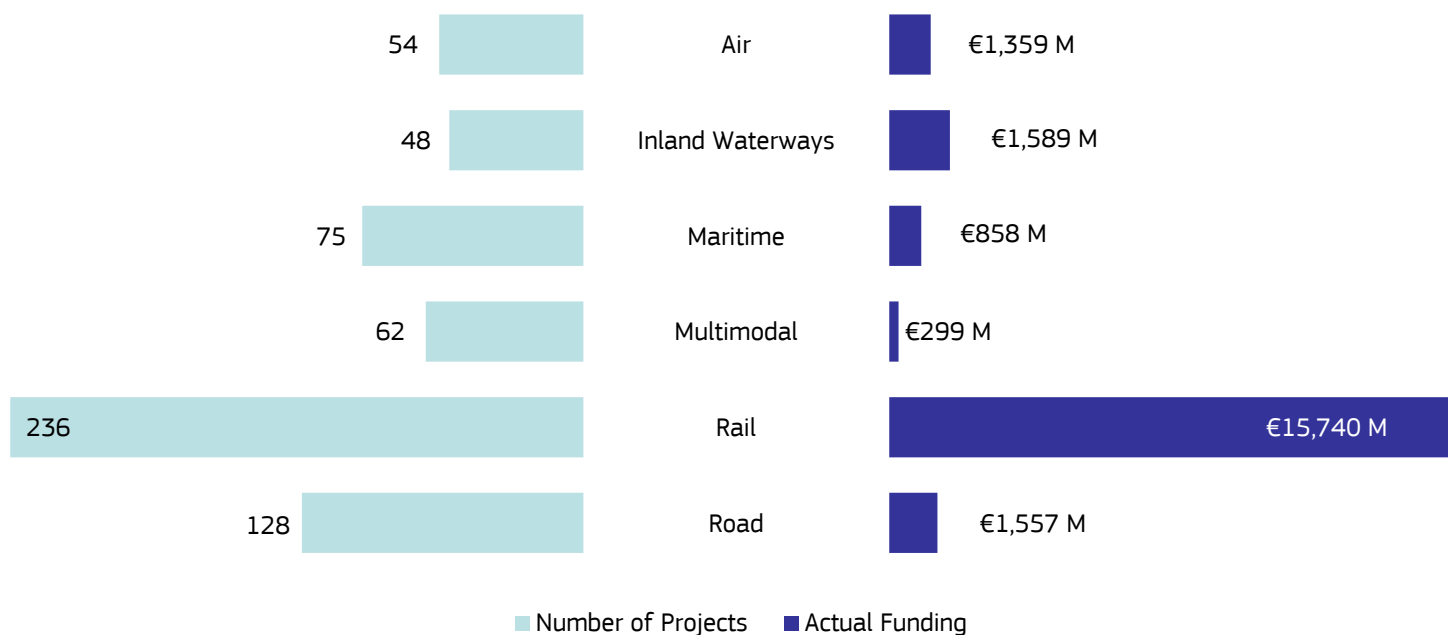 54 Air €1,359 M
48 Inland Waterways €1,589 M
75 Maritime €858 M
62 Multimodal €299 M
236 Rail €15,740 M
128 Road €1,557 M
Number of Projects Actual Funding